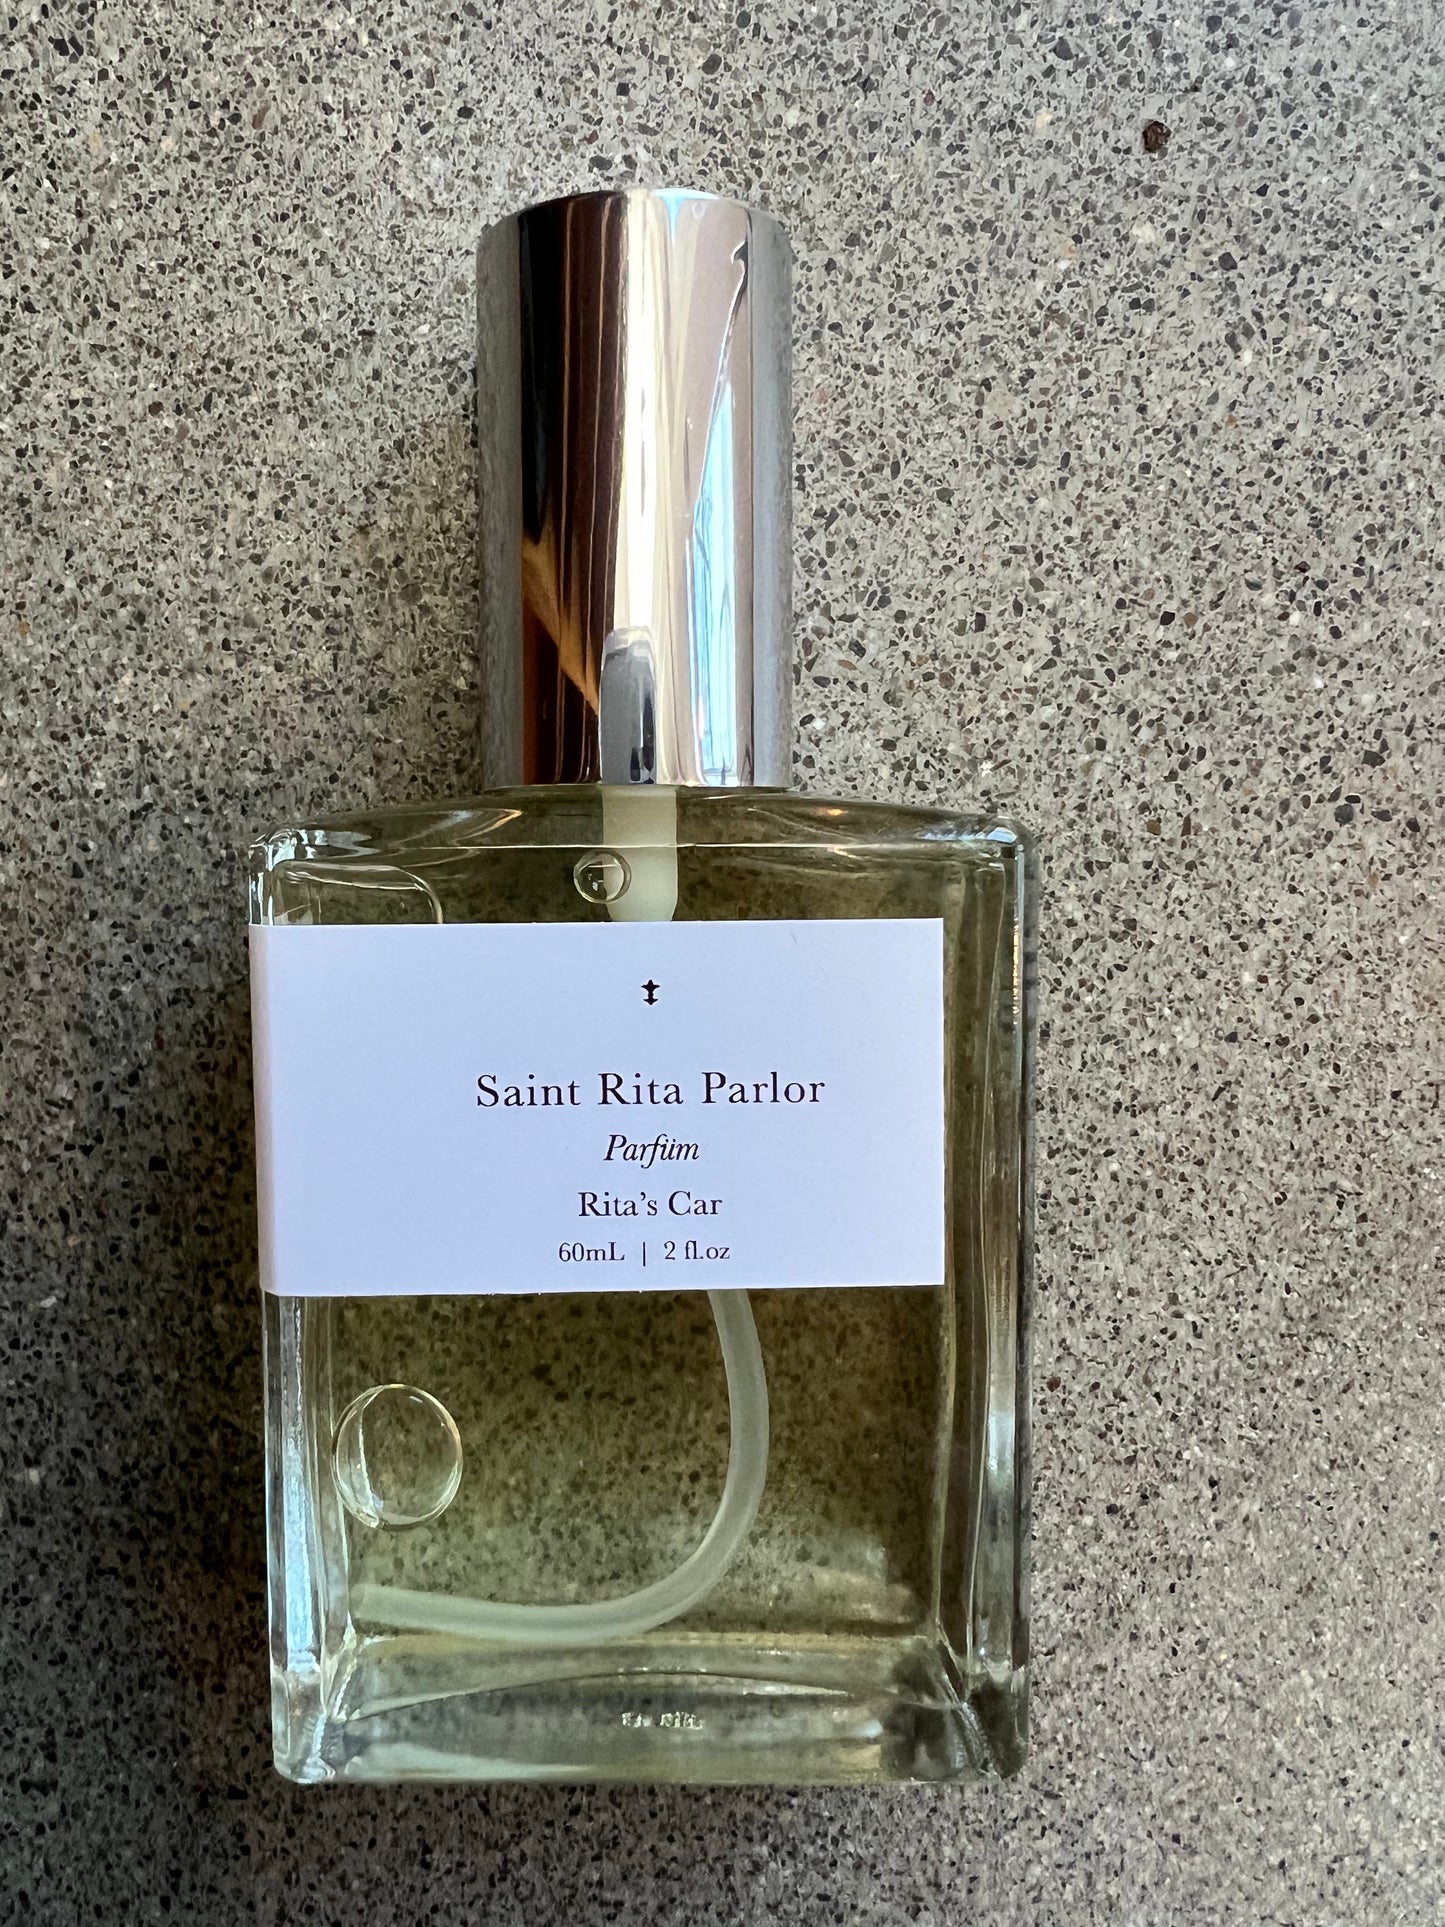 Saint Rita Parlor
Parfüm
Rita’s Car
60mL | 2 fl.oz